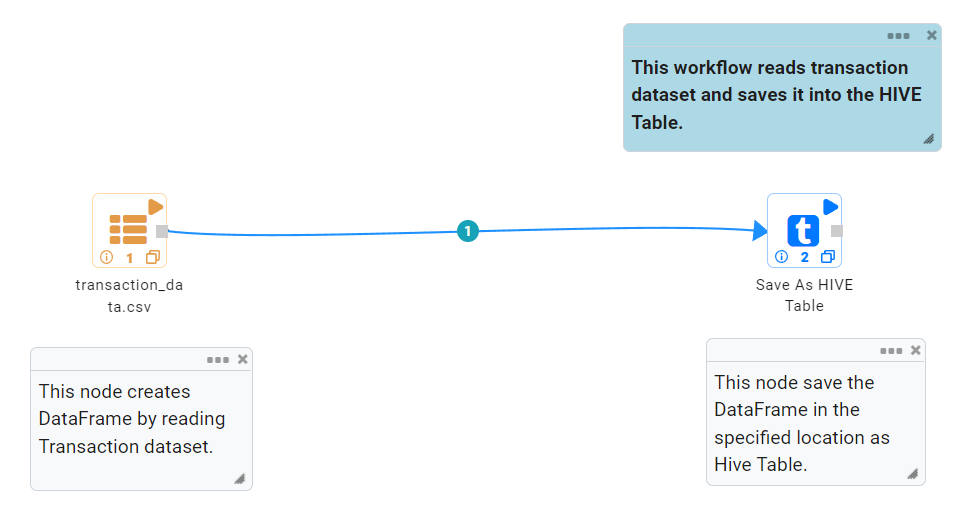 This workflow reads transaction
dataset and saves it into the HIVE
Table.
1
t
1
2
transaction_da
ta.csv
Save As HIVE
Table
This node creates
DataFrame by reading
Transaction dataset.
This node save the
DataFrame in the
specified location as
Hive Table.